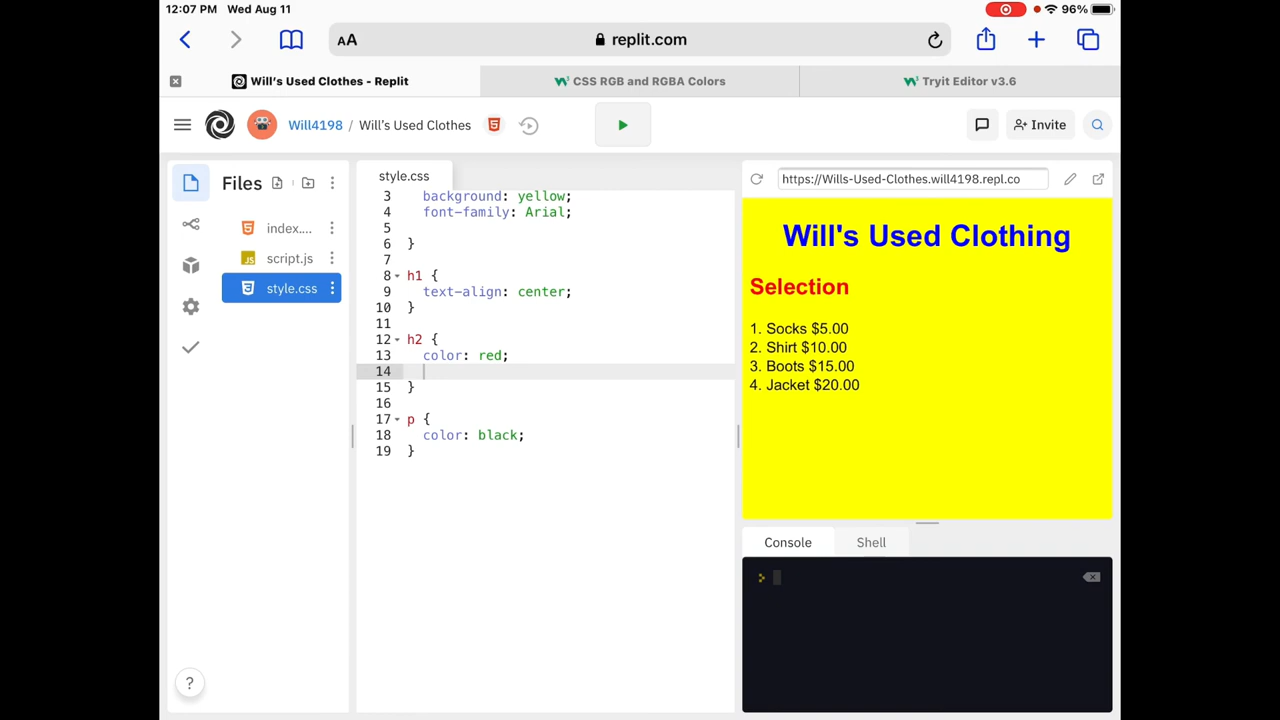 12:07 PM Wed Aug 11
96%
AA
replit.com
Will's Used Clothes - Replit
CSS RGB and RGBA Colors
Tryit Editor v3.6
Will4198 / Will's Used Clothes
Invite
Files
index....
script.js
style.css
style.css
3 background: yellow;
4 font-family: Arial;
5
6 }
7
8 h1 {
9 text-align: center;
10 }
11
12 h2 {
13 color: red;
14
15 }
16
17 p {
18 color: black;
19 }
https://Wills-Used-Clothes.will4198.repl.co
Will's Used Clothing
Selection
1. Socks $5.00
2. Shirt $10.00
3. Boots $15.00
4. Jacket $20.00
Console
Shell
?